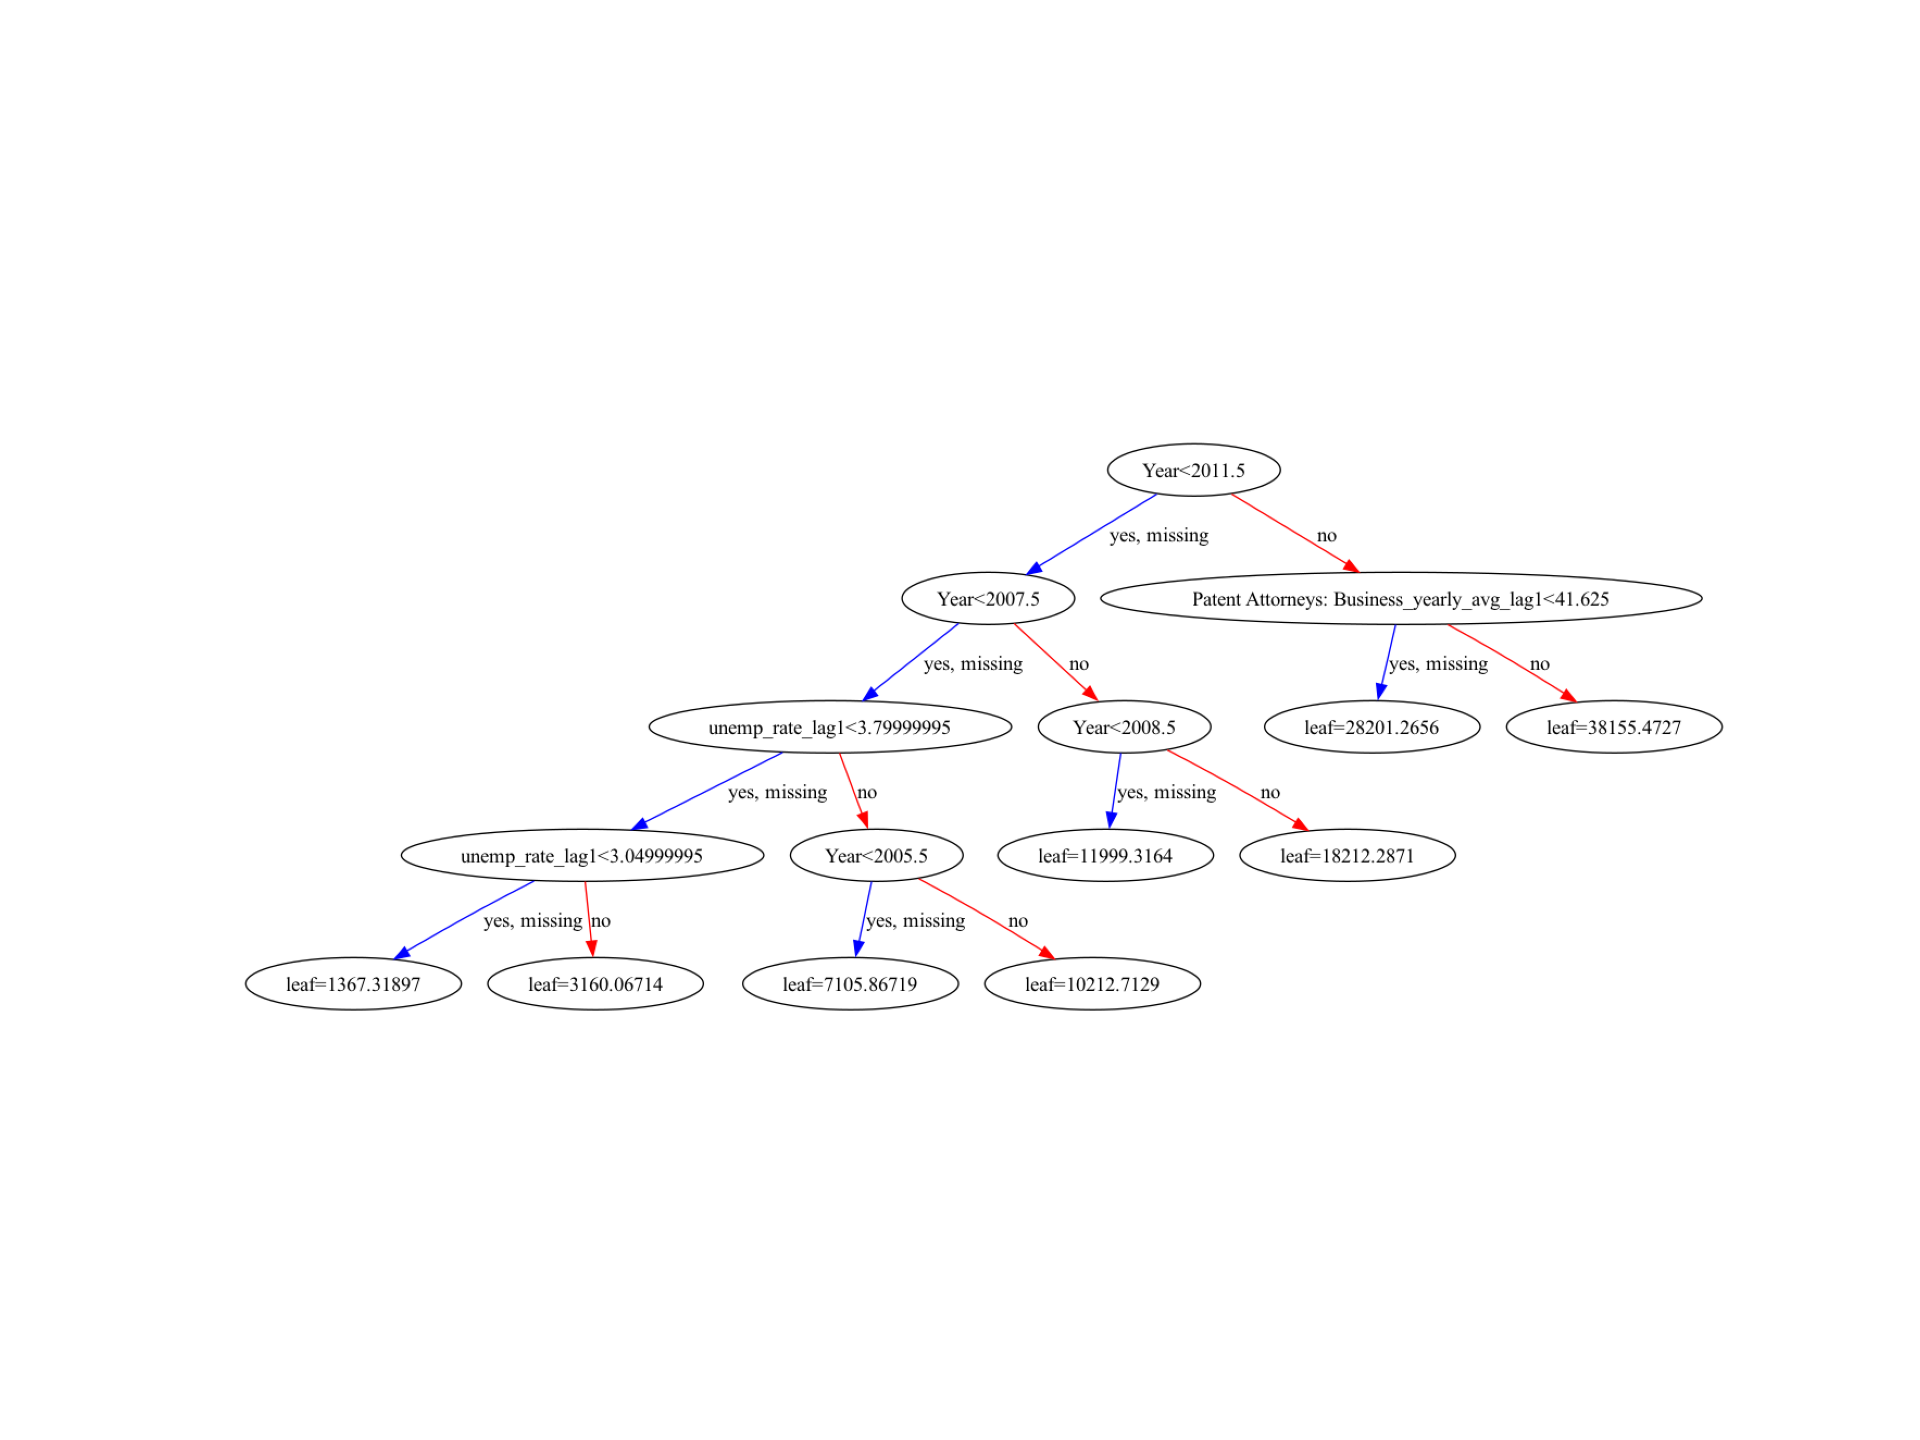 Year<2011.5
yes, missing
no
Year<2007.5
Patent Attorneys: Business_yearly_avg_lag1<41.625
yes, missing
no
yes, missing
no
unemp_rate_lag1<3.79999995
Year<2008.5
leaf=28201.2656
leaf=38155.4727
yes, missing
no
yes, missing
no
unemp_rate_lag1<3.04999995
Year<2005.5
leaf=11999.3164
leaf=18212.2871
yes, missing
no
yes, missing
no
leaf=1367.31897
leaf=3160.06714
leaf=7105.86719
leaf=10212.7129